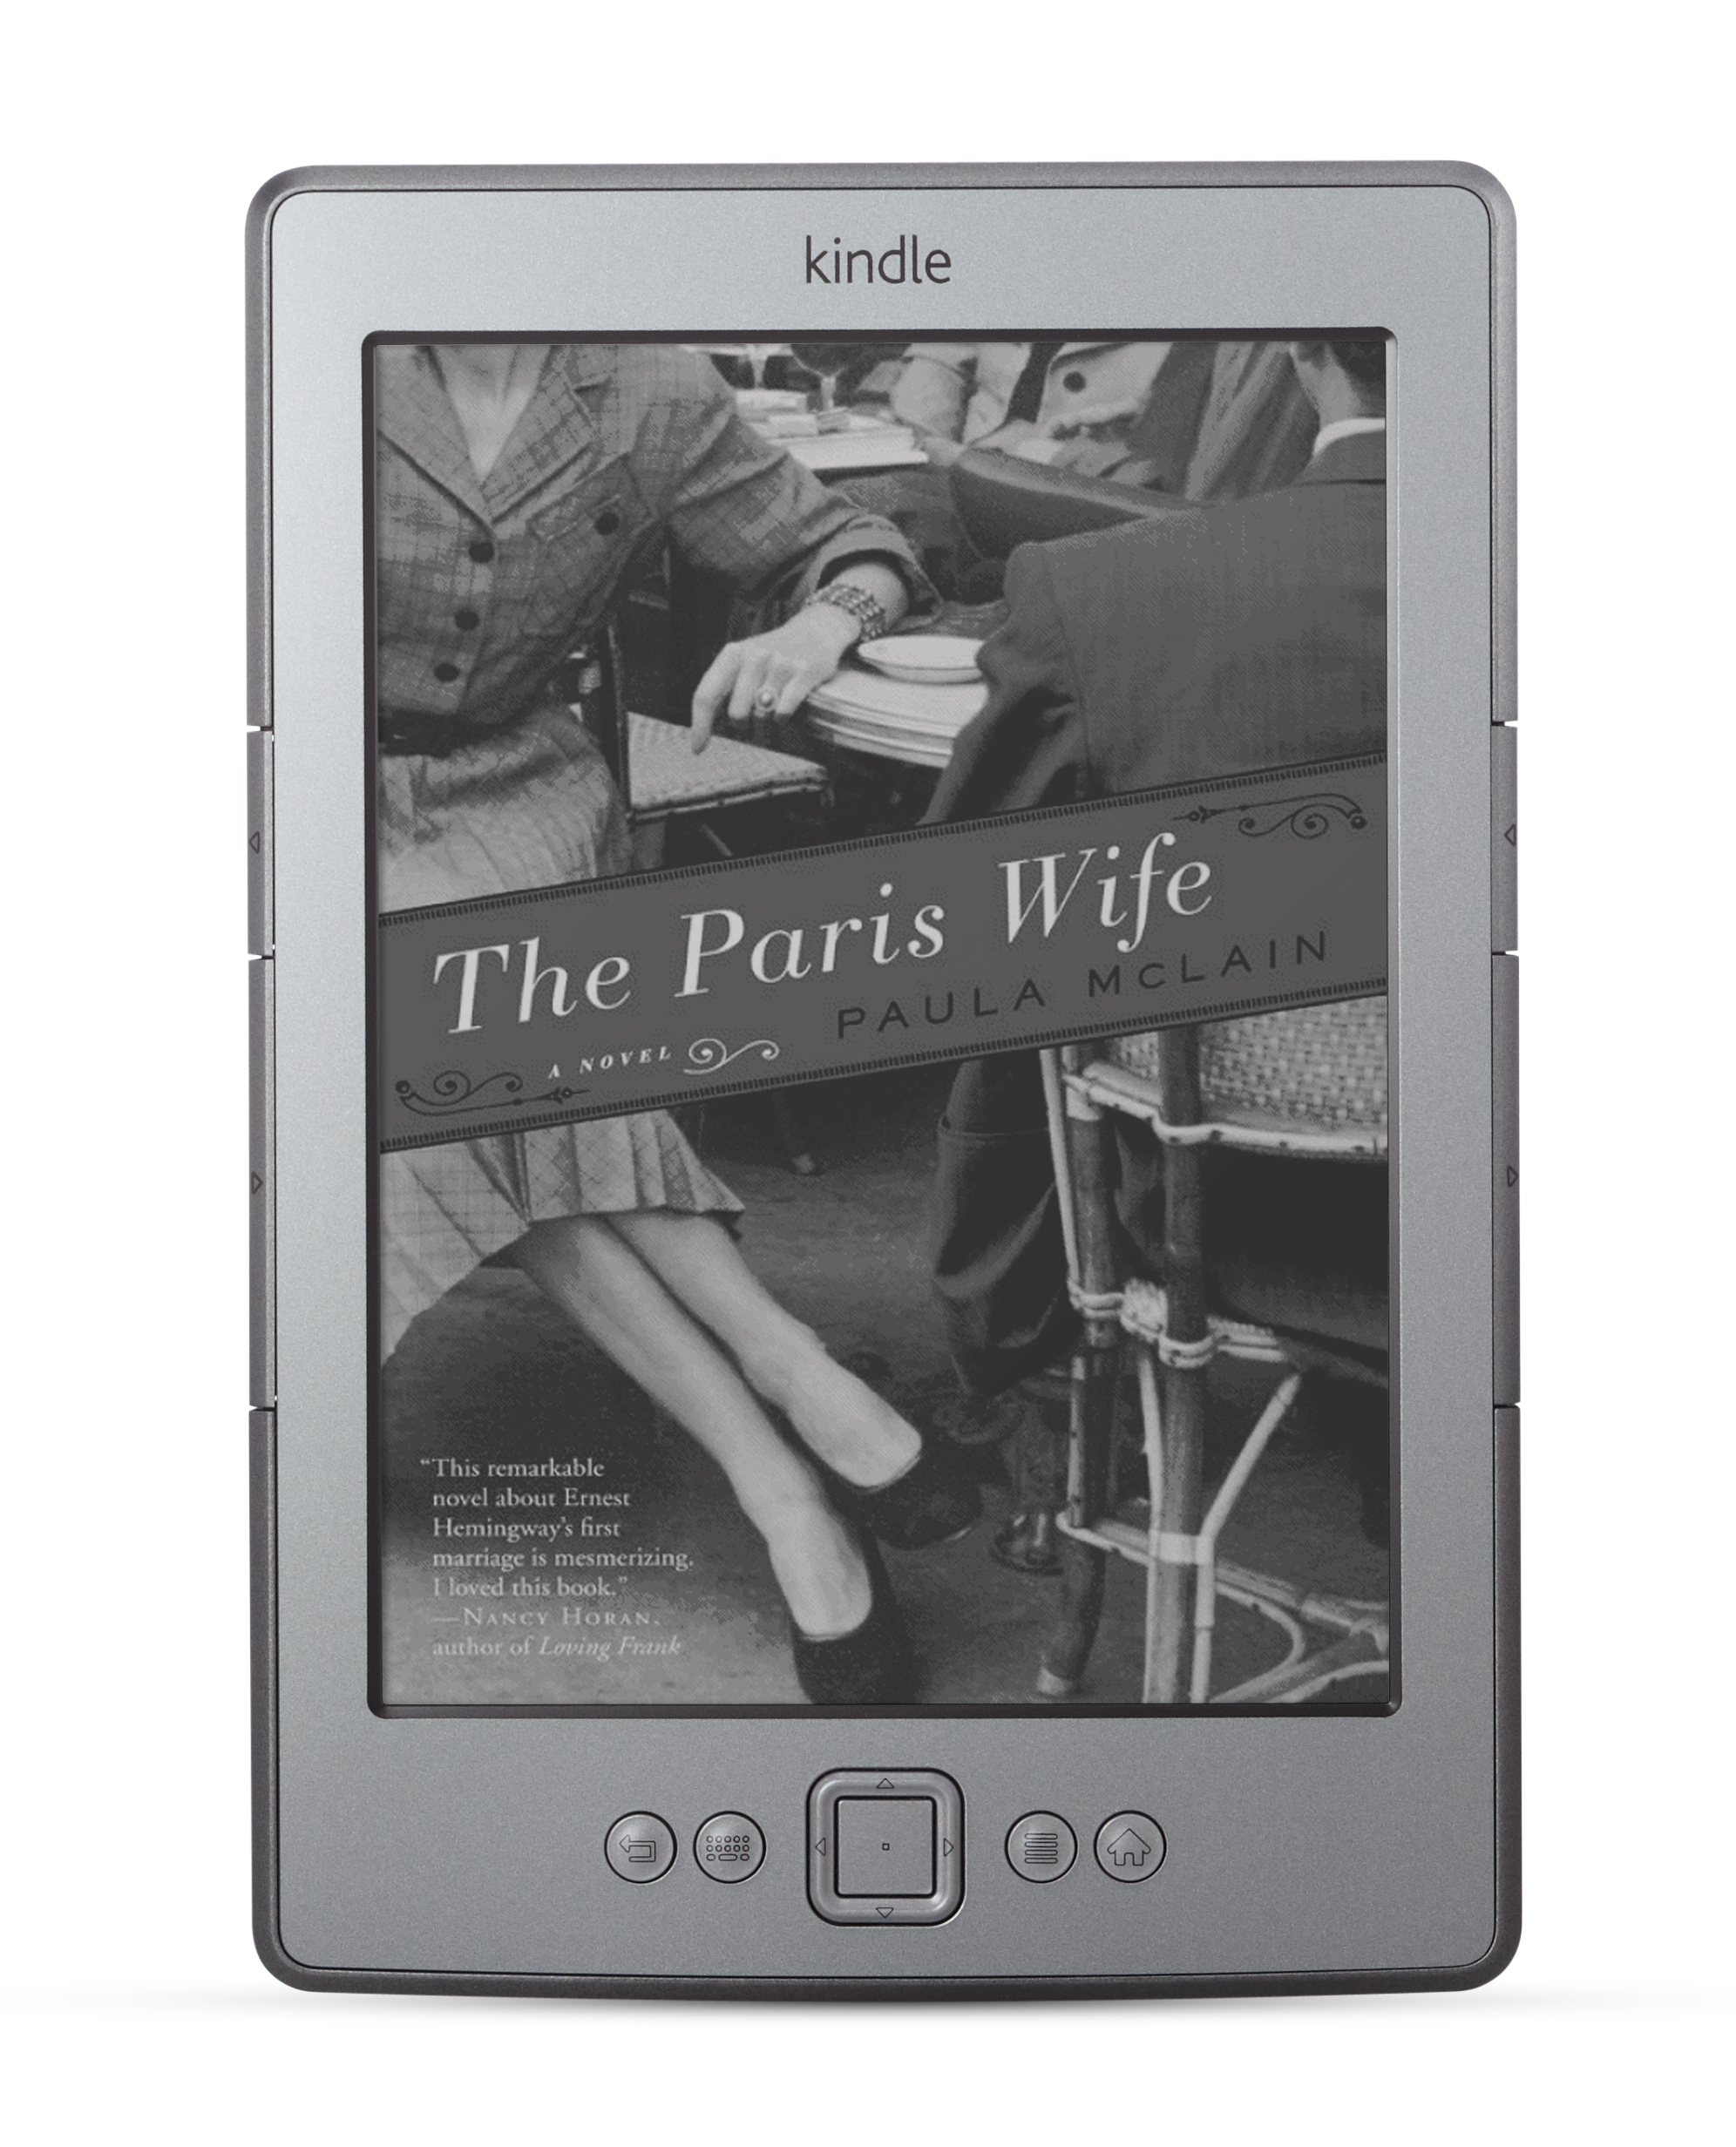 kindle
The Paris Wife
PAULA MCLAIN
A NOVEL
“This remarkable
novel about Ernest
Hemingway’s first
marriage is mesmerizing.
I loved this book.”
—NANCY HORAN,
author of Loving Frank